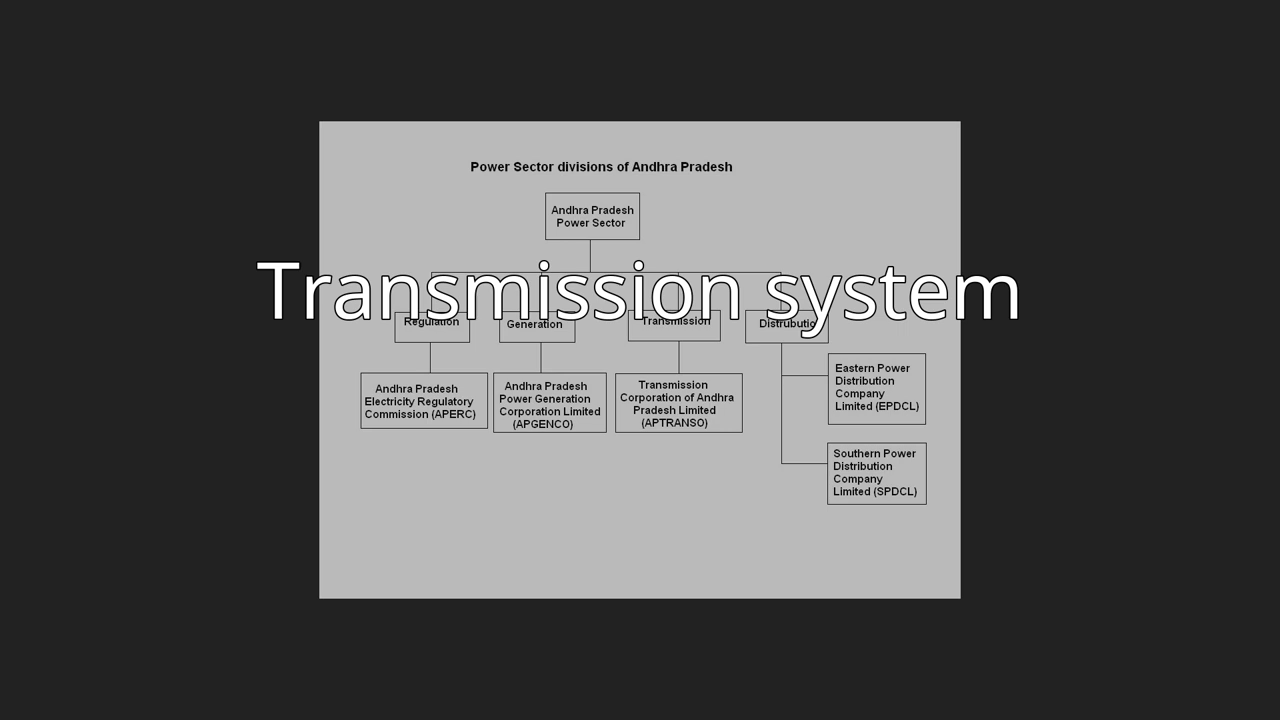 Power Sector divisions of Andhra Pradesh
Andhra Pradesh
Power Sector
Transmission system
Regulation
Generation
Transmission
Distrubutio
Andhra Pradesh
Electricity Regulatory
Commission (APERC)
Andhra Pradesh
Power Generation
Corporation Limited
(APGENCO)
Transmission
Corporation of Andhra
Pradesh Limited
(APTRANSO)
Eastern Power
Distribution
Company
Limited (EPDCL)
Southern Power
Distribution
Company
Limited (SPDCL)